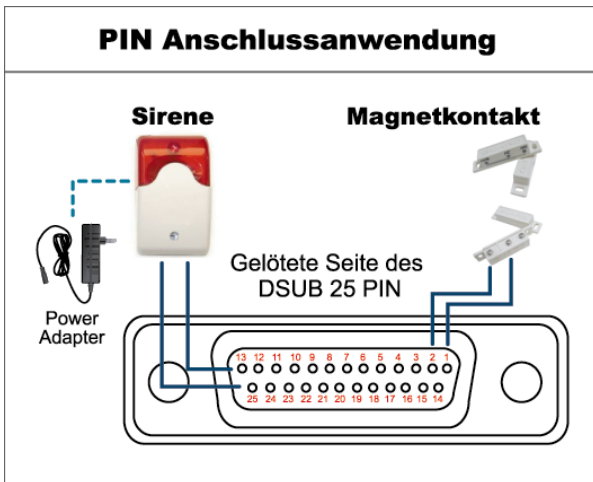 PIN Anschlussanwendung
Sirene
Magnetkontakt
Gelötete Seite des
DSUB 25 PIN
Power
Adapter
13 12 11 10 9 8 7 6 5 4 3 2 1
25 24 23 22 21 20 19 18 17 16 15 14